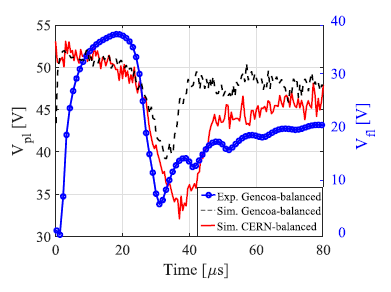 55
50
45
40
35
30
V_pl [V]
40
30
20
10
0
V_fl [V]
Exp. Gencoa-balanced
Sim. Gencoa-balanced
Sim. CERN-balanced
0
20
40
60
80
Time [μs]